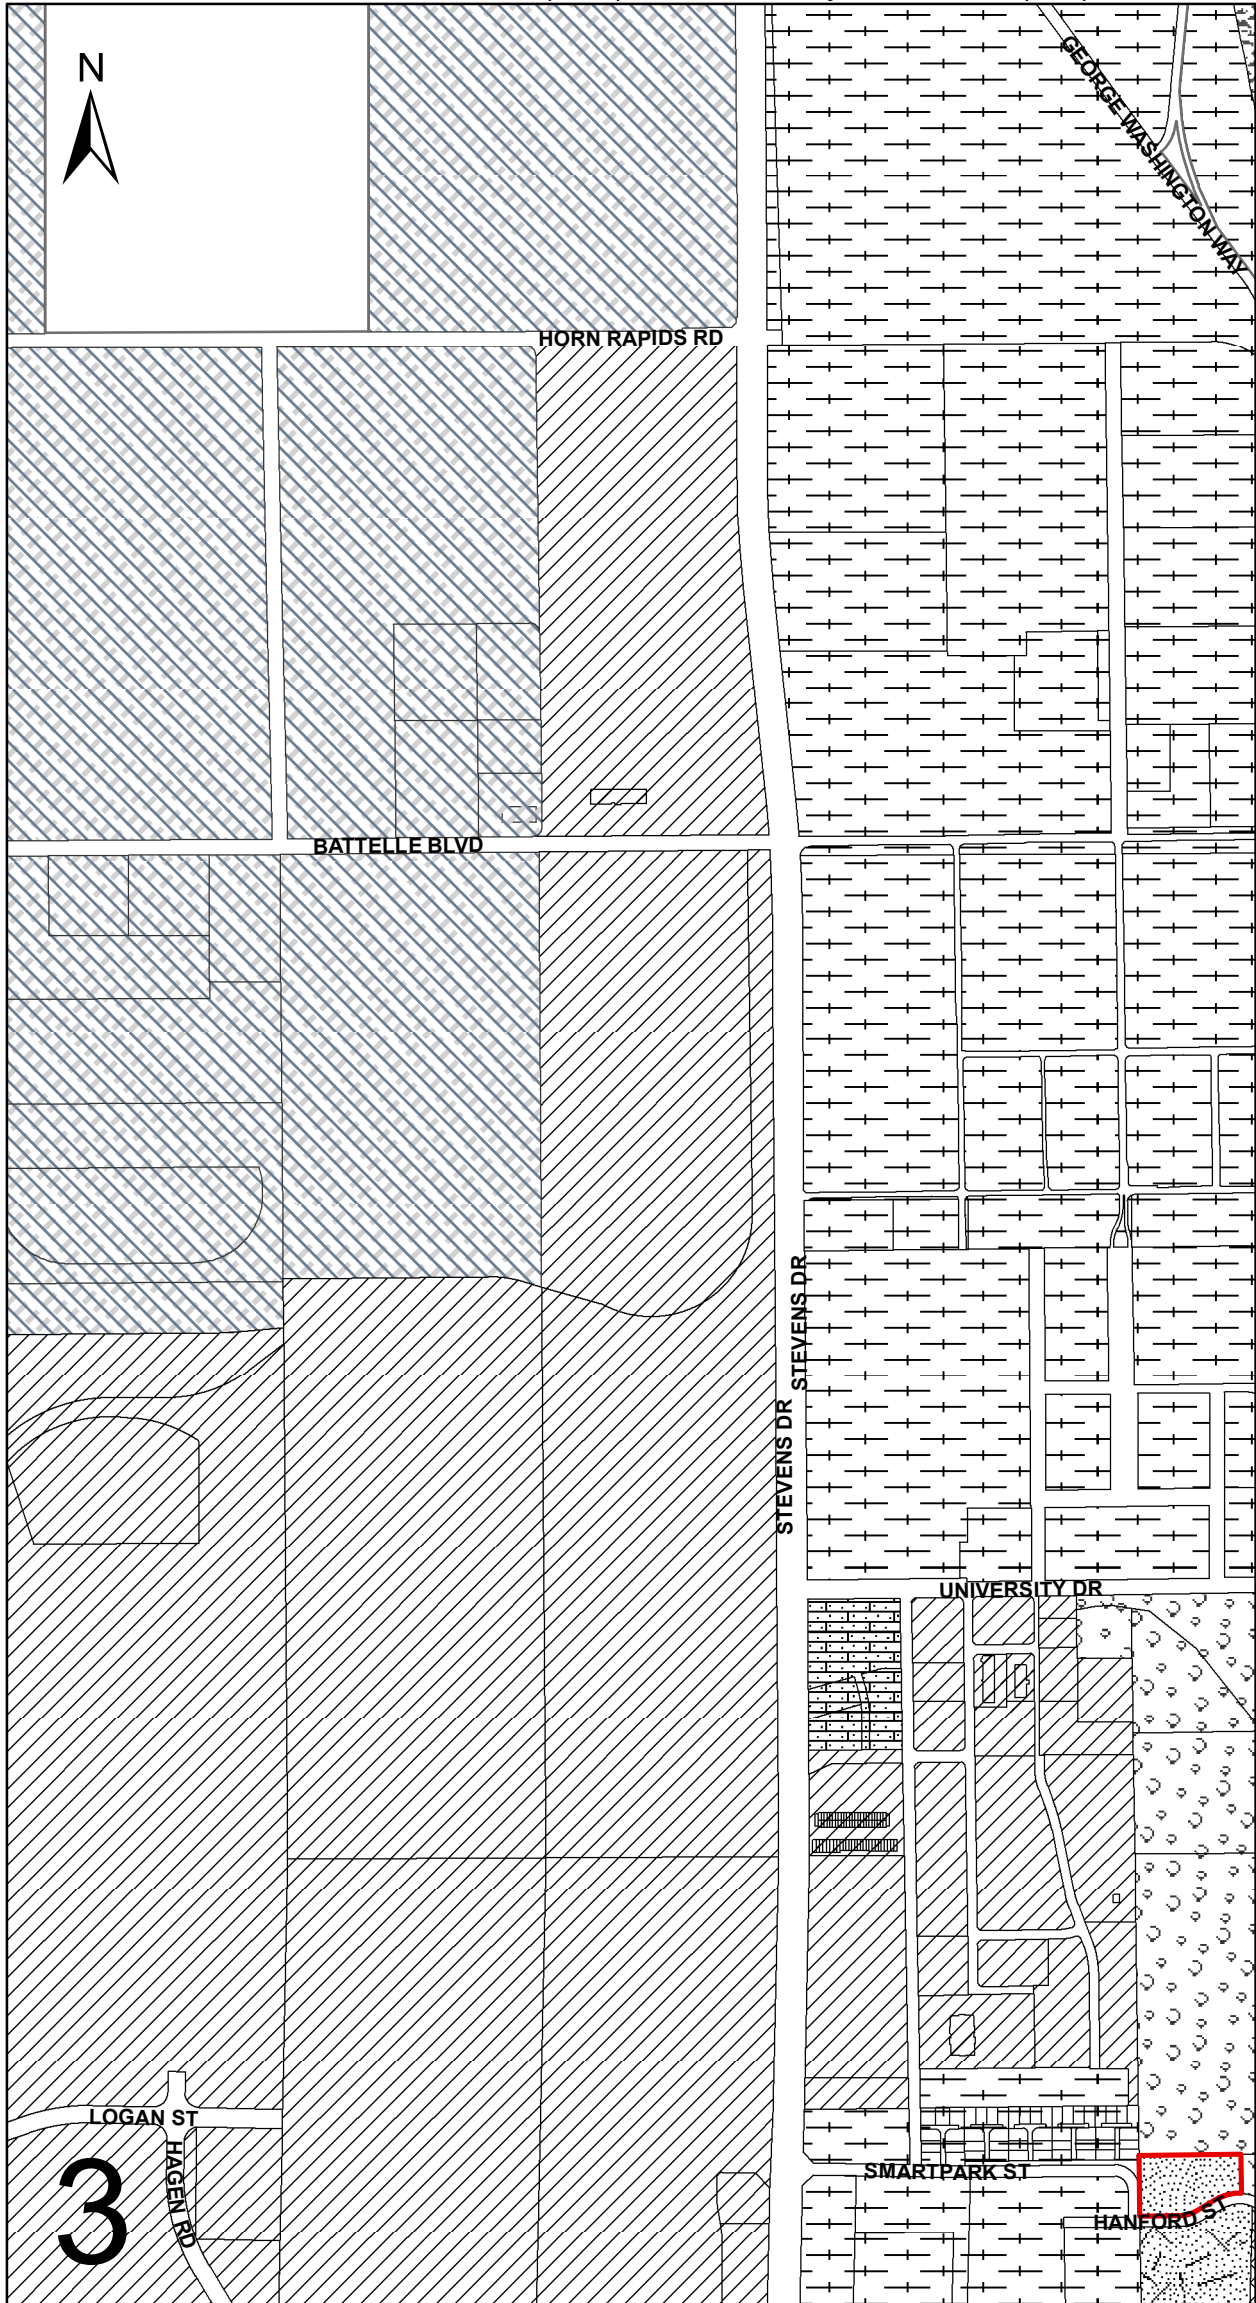 N
GEORGE WASHINGTON WAY
HORN RAPIDS RD
BATTELLE BLVD
STEVENS DR
STEVENS DR
UNIVERSITY DR
LOGAN ST
HAGEN RD
3
SMARTPARK ST
HANFORD ST